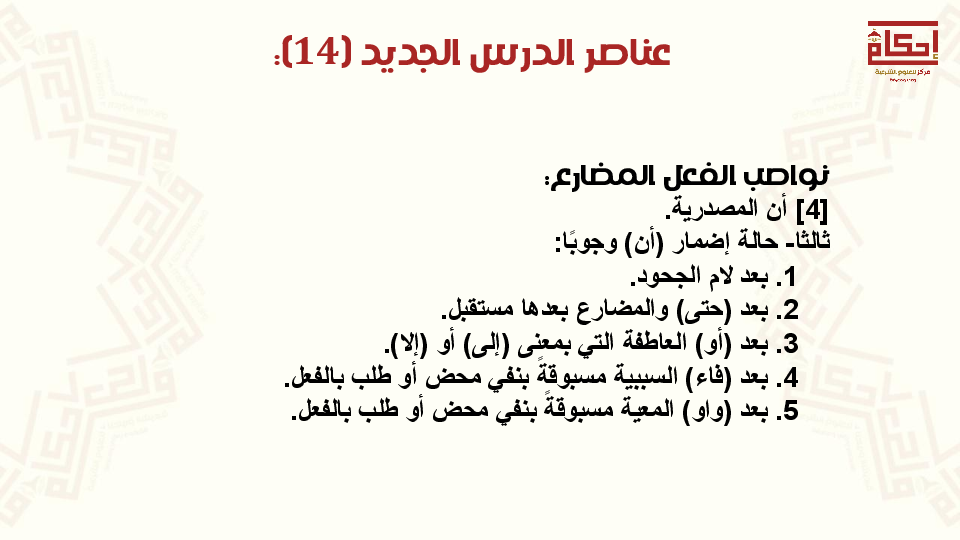 إحكام
مركز للعلوم الشرعية
عناصر الدرس الجديد (14):
نواصب الفعل المضارع:
[4] أن المصدرية.
ثالثا- حالة إضمار (أن) وجوبًا:
1. بعد لام الجحود.
2. بعد (حتى) والمضارع بعدها مستقبل.
3. بعد (أو) العاطفة التي بمعنى (إلى) أو (إلا).
4. بعد (فاء) السببية مسبوقةً بنفي محض أو طلب بالفعل.
5. بعد (واو) المعية مسبوقةً بنفي محض أو طلب بالفعل.